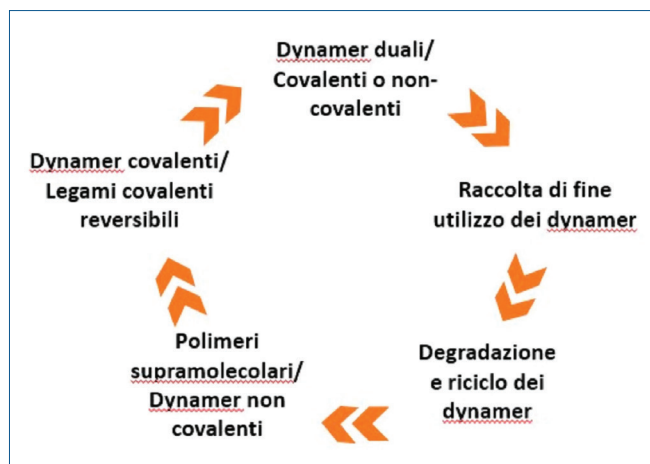 Dynamer duali/
Covalenti o non-
covalenti
Raccolta di fine
utilizzo dei dynamer
Degradazione
e riciclo dei
dynamer
Polimeri
supramolecolari/
Dynamer non
covalenti
Dynamer covalenti/
Legami covalenti
reversibili